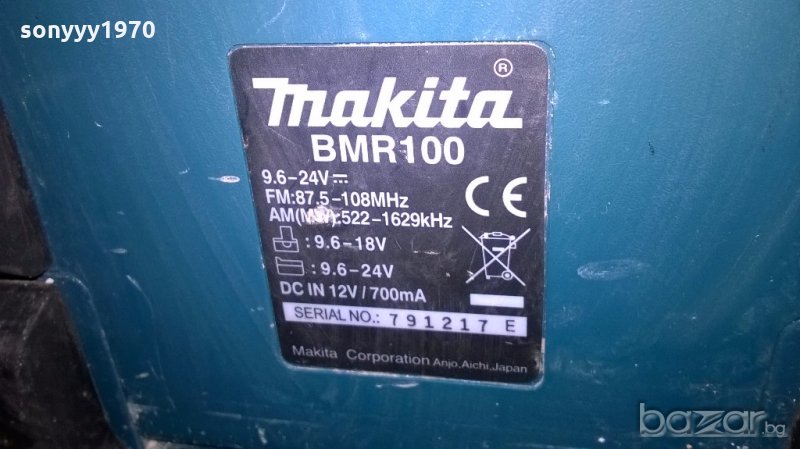 sonyyy1970
makita®
BMR100
9.6-24V
FM:87.5-108MHz
AM(MW):522-1629kHz
CE
: 9.6-18V
: 9.6-24V
DC IN 12V / 700mA
SERIAL NO.: 791217 E
Makita Corporation Anjo, Aichi, Japan
bazar.bg